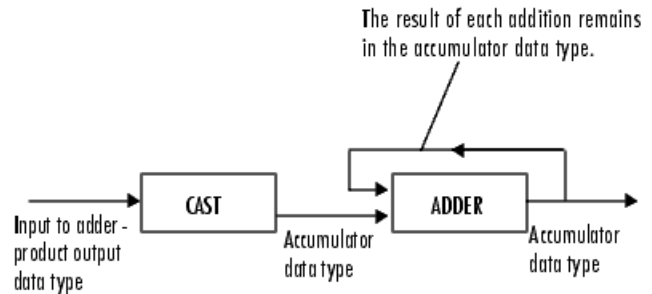 The result of each addition remains
in the accumulator data type.
CAST
ADDER
Input to adder -
product output
data type
Accumulator
data type
Accumulator
data type